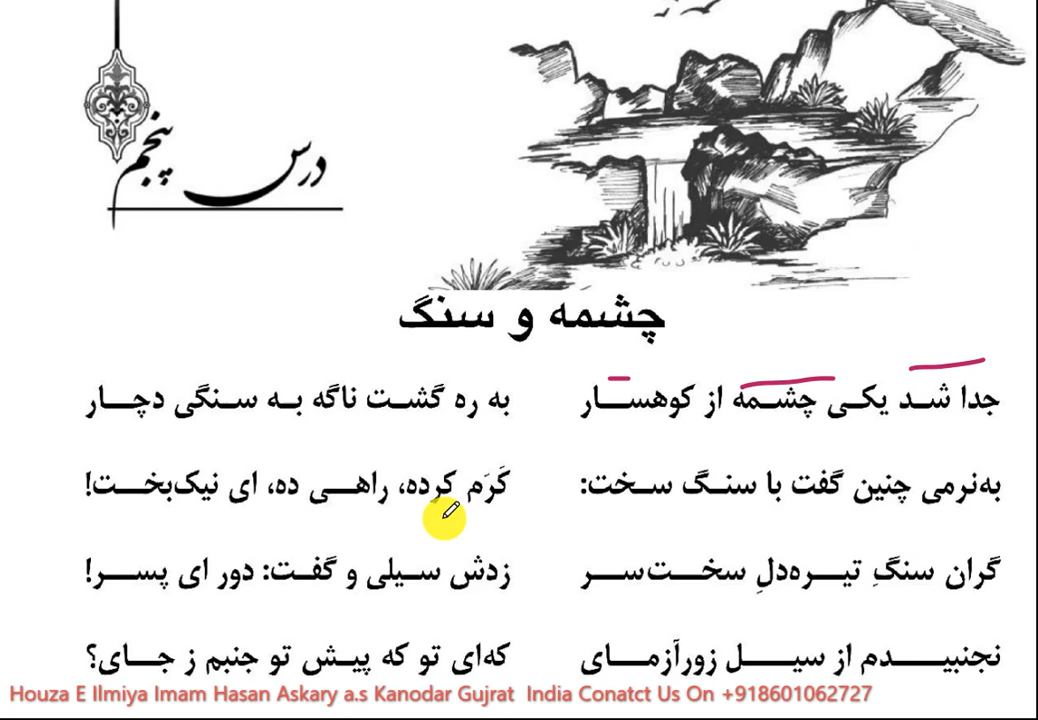 درس پنجم
چشمه و سنگ
جدا شد یکی چشمه از کوهسار به ره گشت ناگه به سنگی دچار
به‌نرمی چنین گفت با سنگ سخت: کَرَم کرده، راهی ده، ای نیک‌بخت!
گران سنگِ تیره‌دلِ سخت‌سر زدش سیلی و گفت: دور ای پسر!
نجنبیدم از سیل زورآزمای که‌ای تو که پیش تو جنبم ز جای؟
Houza E Ilmiya Imam Hasan Askary a.s Kanodar Gujrat India Conatct Us On +918601062727